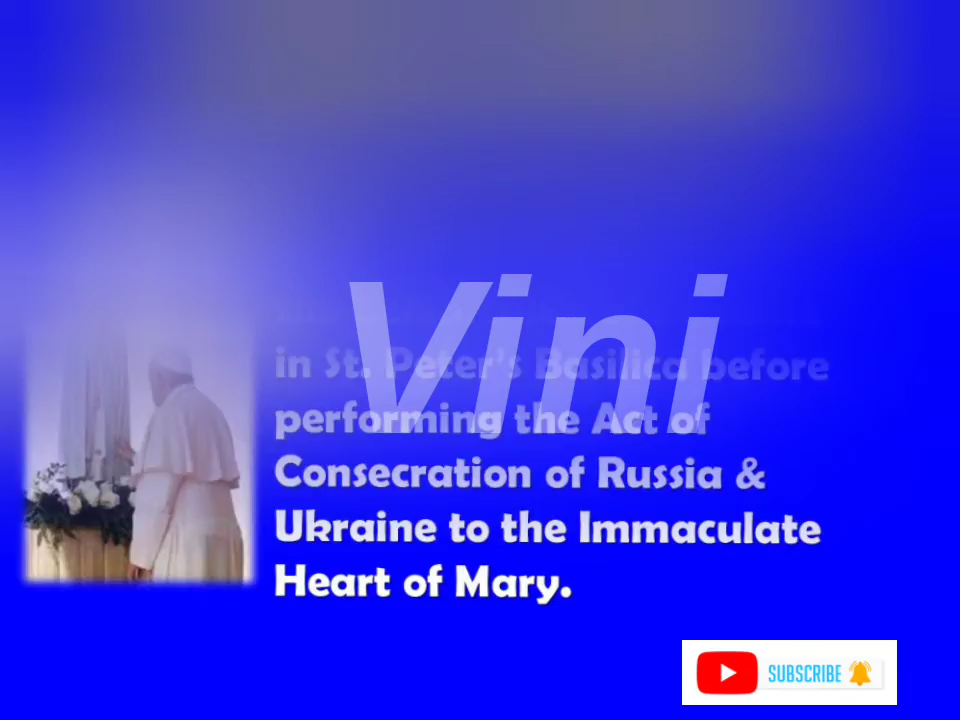 Vini
in St. Peter's Basilica before
performing the Act of
Consecration of Russia &
Ukraine to the Immaculate
Heart of Mary.
SUBSCRIBE